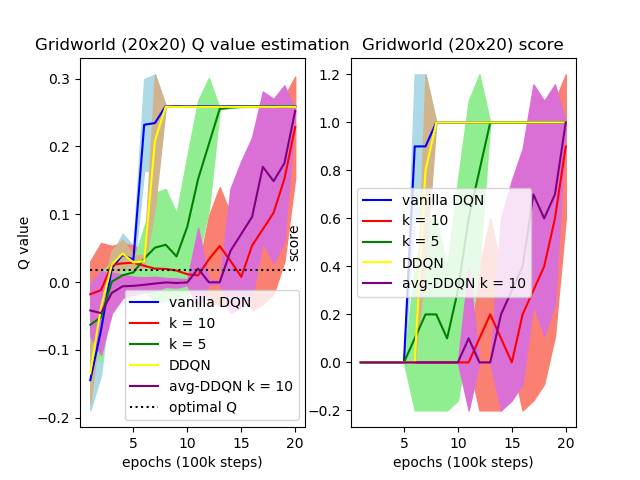 Gridworld (20x20) Q value estimation
Q value
0.3
0.2
0.1
0.0
−0.1
−0.2
vanilla DQN
k = 10
k = 5
DDQN
avg-DDQN k = 10
optimal Q
5
10
15
20
epochs (100k steps)
Gridworld (20x20) score
score
1.2
1.0
0.8
0.6
0.4
0.2
0.0
−0.2
vanilla DQN
k = 10
k = 5
DDQN
avg-DDQN k = 10
5
10
15
20
epochs (100k steps)